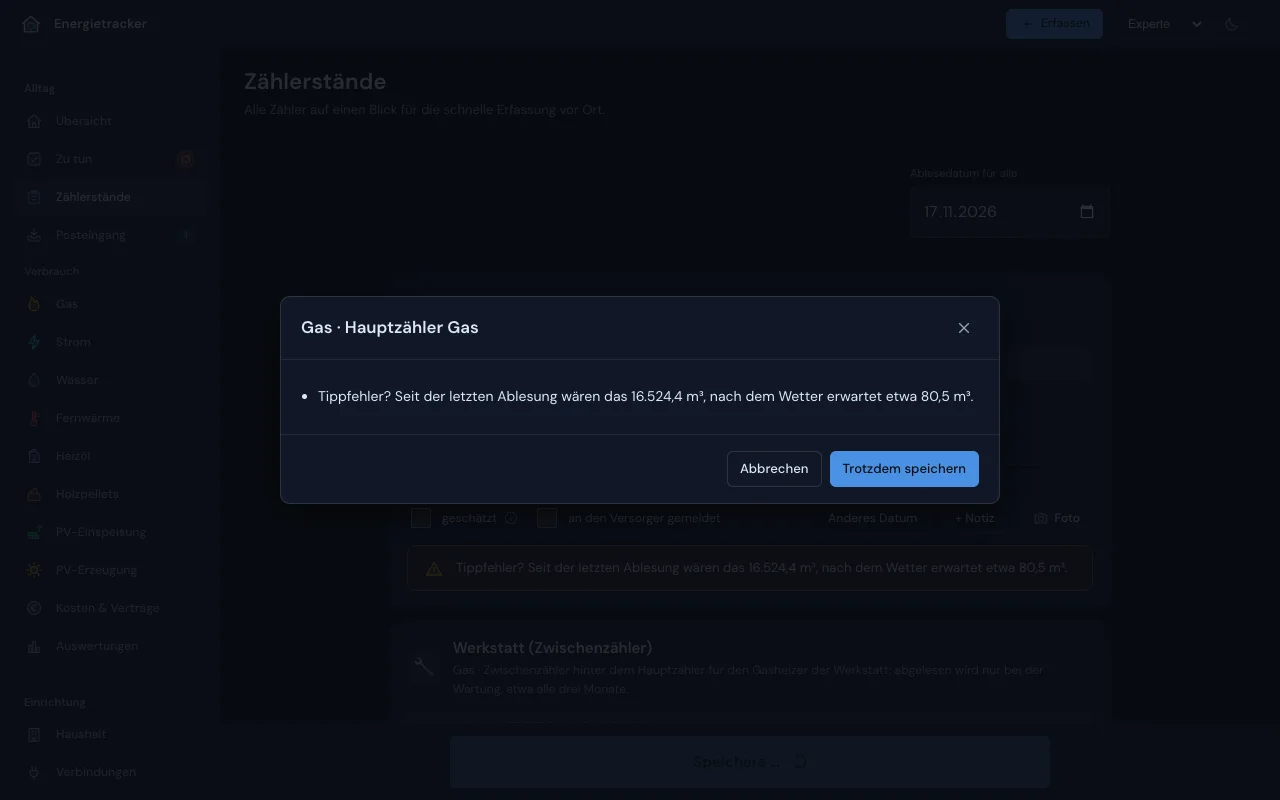 Energietracker
+ Erfassen
Experte
Alltag
Übersicht
Zu tun
Zählerstände
Posteingang
Verbrauch
Gas
Strom
Wasser
Fernwärme
Heizöl
Holzpellets
PV-Einspeisung
PV-Erzeugung
Kosten & Verträge
Auswertungen
Einrichtung
Haushalt
Verbindungen
Zählerstände
Alle Zähler auf einen Blick für die schnelle Erfassung vor Ort.
Ablesedatum für alle
17.11.2026
Gas · Hauptzähler Gas
Tippfehler? Seit der letzten Ablesung wären das 16.524,4 m³, nach dem Wetter erwartet etwa 80,5 m³.
Abbrechen
Trotzdem speichern
geschätzt
an den Versorger gemeldet
Anderes Datum
+ Notiz
Foto
Tippfehler? Seit der letzten Ablesung wären das 16.524,4 m³, nach dem Wetter erwartet etwa 80,5 m³.
Werkstatt (Zwischenzähler)
Gas · Zwischenzähler hinter dem Hauptzähler für den Gasheizer der Werkstatt; abgelesen wird nur bei der
Wartung, etwa alle drei Monate.
Speichere …